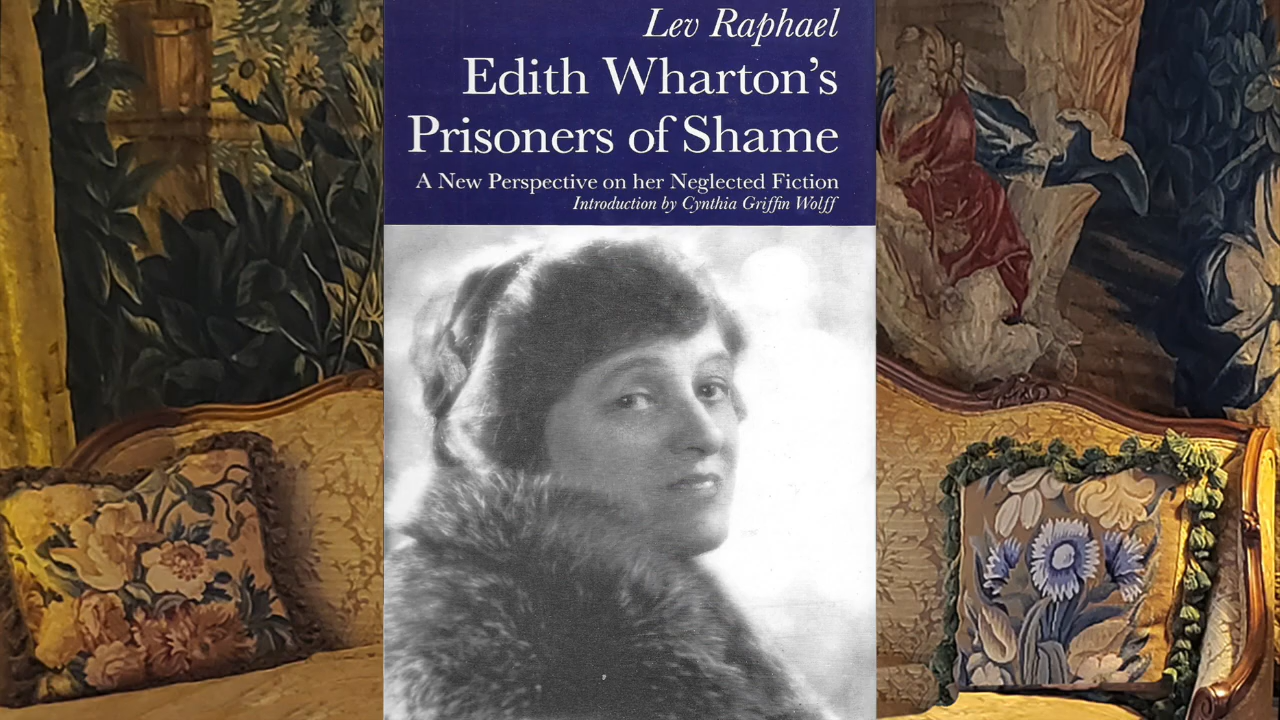 Lev Raphael
Edith Wharton's
Prisoners of Shame
A New Perspective on her Neglected Fiction
Introduction by Cynthia Griffin Wolff